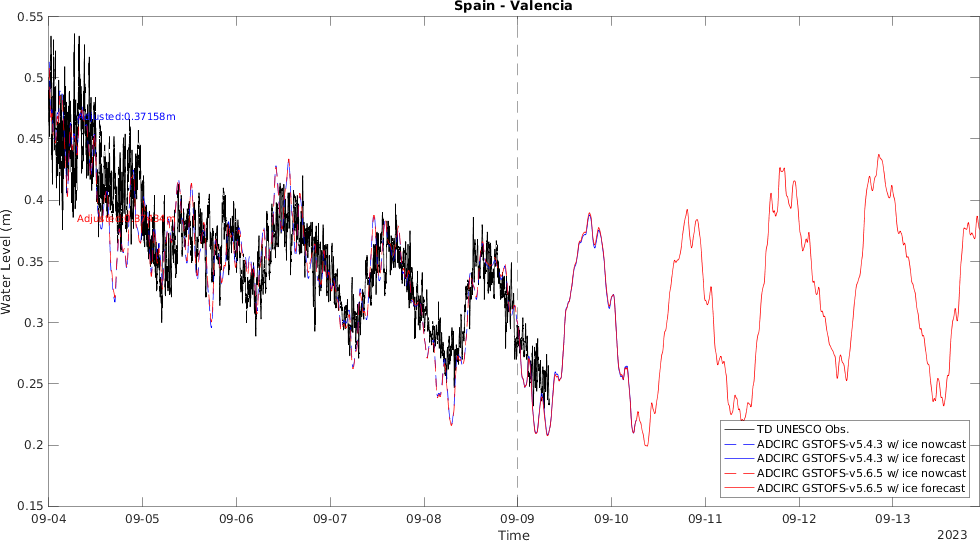 Spain - Valencia
0.55
0.5
0.45
0.4
0.35
0.3
0.25
0.2
0.15
Water Level (m)
Adjusted:0.37158m
TD UNESCO Obs.
ADCIRC GSTOFS-v5.4.3 w/ ice nowcast
ADCIRC GSTOFS-v5.4.3 w/ ice forecast
ADCIRC GSTOFS-v5.6.5 w/ ice nowcast
ADCIRC GSTOFS-v5.6.5 w/ ice forecast
09-04 09-05 09-06 09-07 09-08 09-09 09-10 09-11 09-12 09-13
Time
2023